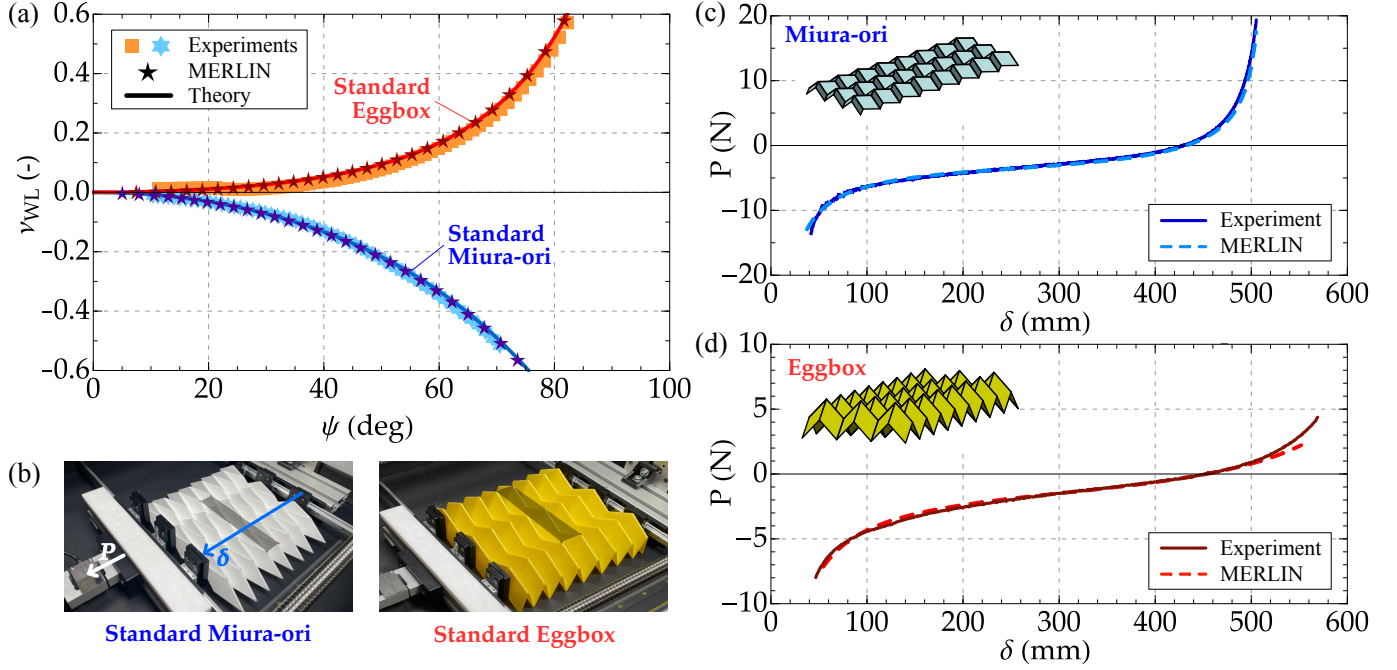 (a)
0.6
0.4
0.2
0.0
−0.2
−0.4
−0.6
ν_WL (-)
Experiments
MERLIN
Theory
Standard
Eggbox
Standard
Miura-ori
0 20 40 60 80 100
ψ (deg)
(b)
P
δ
Standard Miura-ori
Standard Eggbox
(c)
20
10
0
−10
−20
P (N)
Miura-ori
Experiment
MERLIN
0 100 200 300 400 500 600
δ (mm)
(d)
10
5
0
−5
−10
P (N)
Eggbox
Experiment
MERLIN
0 100 200 300 400 500 600
δ (mm)